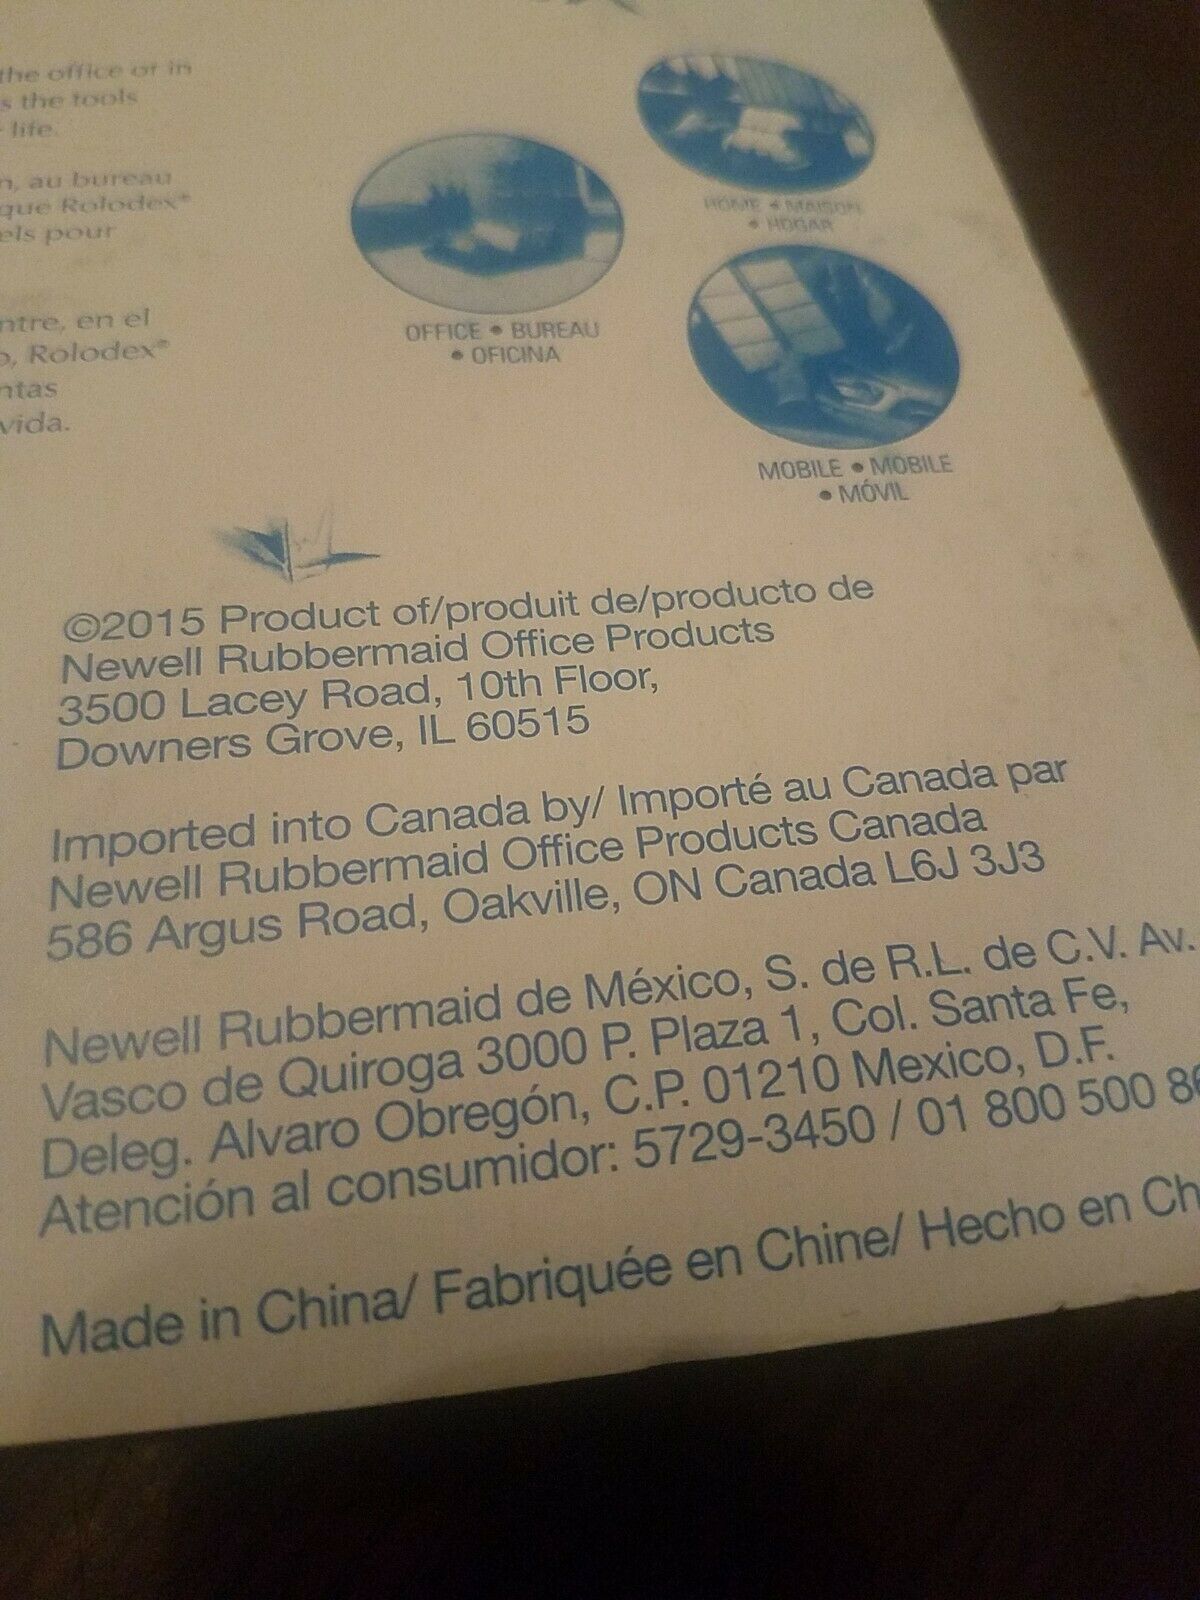 the office or in
s the tools
life.
n, au bureau
que Rolodex®
els pour
ntre, en el
o, Rolodex®
ntas
vida.
HOME • MAISON
• HOGAR
OFFICE • BUREAU
• OFICINA
MOBILE • MOBILE
• MÓVIL
©2015 Product of/produit de/producto de
Newell Rubbermaid Office Products
3500 Lacey Road, 10th Floor,
Downers Grove, IL 60515
Imported into Canada by/ Importé au Canada par
Newell Rubbermaid Office Products Canada
586 Argus Road, Oakville, ON Canada L6J 3J3
Newell Rubbermaid de México, S. de R.L. de C.V. Av.
Vasco de Quiroga 3000 P. Plaza 1, Col. Santa Fe,
Deleg. Alvaro Obregón, C.P. 01210 Mexico, D.F.
Atención al consumidor: 5729-3450 / 01 800 500 86
Made in China/ Fabriquée en Chine/ Hecho en Ch